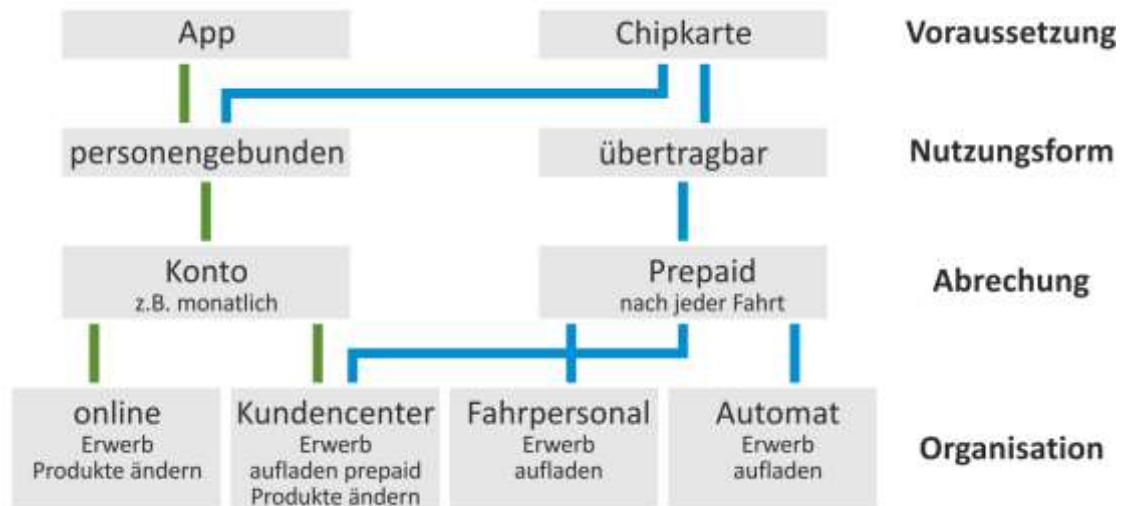 App
Chipkarte
Voraussetzung
personengebunden
übertragbar
Nutzungsform
Konto
z.B. monatlich
Prepaid
nach jeder Fahrt
Abrechung
online
Erwerb
Produkte ändern
Kundencenter
Erwerb
aufladen prepaid
Produkte ändern
Fahrpersonal
Erwerb
aufladen
Automat
Erwerb
aufladen
Organisation